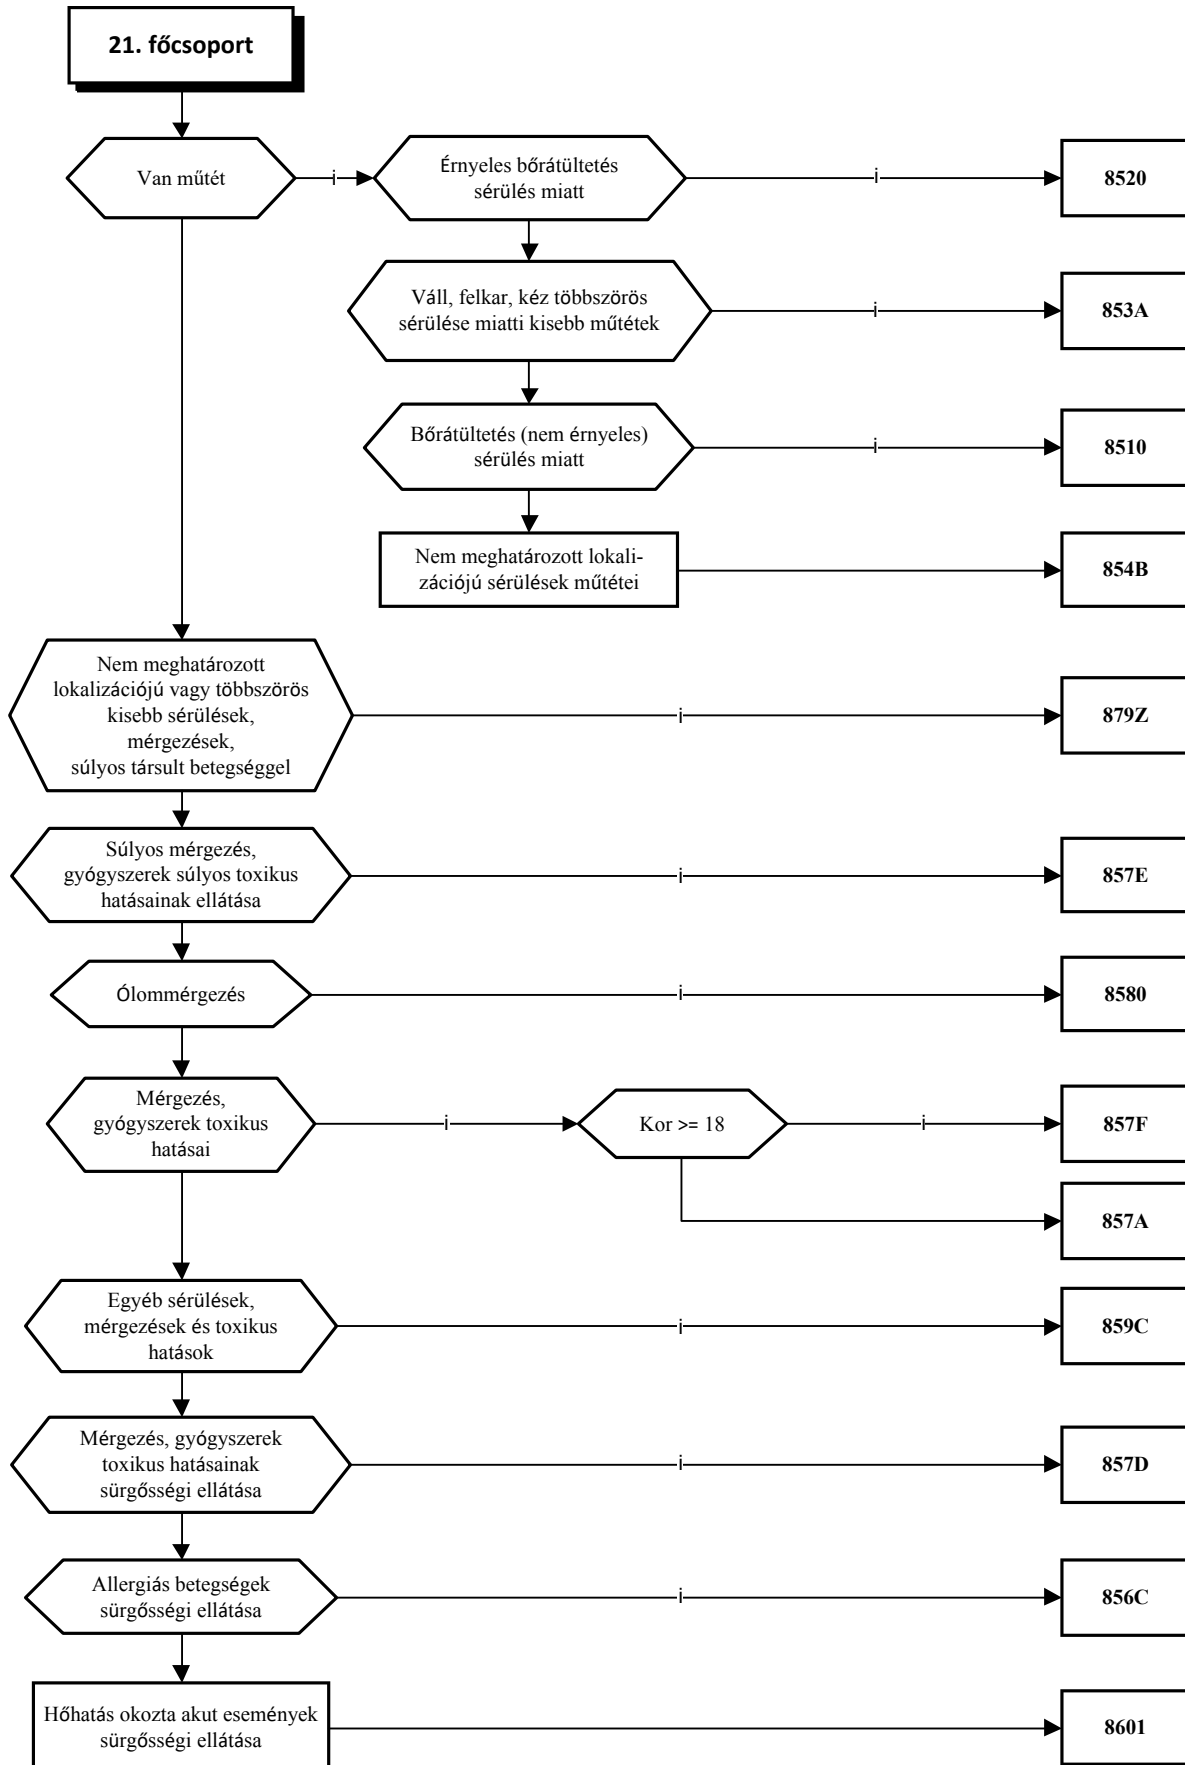 21. főcsoport
Van műtét
i
Érnyeles bőrátültetés
sérülés miatt
i
8520
Váll, felkar, kéz többszörös
sérülése miatti kisebb műtétek
i
853A
Bőrátültetés (nem érnyeles)
sérülés miatt
i
8510
Nem meghatározott lokali-
zációjú sérülések műtétei
854B
Nem meghatározott
lokalizációjú vagy többszörös
kisebb sérülések,
mérgezések,
súlyos társult betegséggel
i
879Z
Súlyos mérgezés,
gyógyszerek súlyos toxikus
hatásainak ellátása
i
857E
Ólommérgezés
i
8580
Mérgezés,
gyógyszerek toxikus
hatásai
i
Kor >= 18
i
857F
857A
Egyéb sérülések,
mérgezések és toxikus
hatások
i
859C
Mérgezés, gyógyszerek
toxikus hatásainak
sürgősségi ellátása
i
857D
Allergiás betegségek
sürgősségi ellátása
i
856C
Hőhatás okozta akut események
sürgősségi ellátása
8601